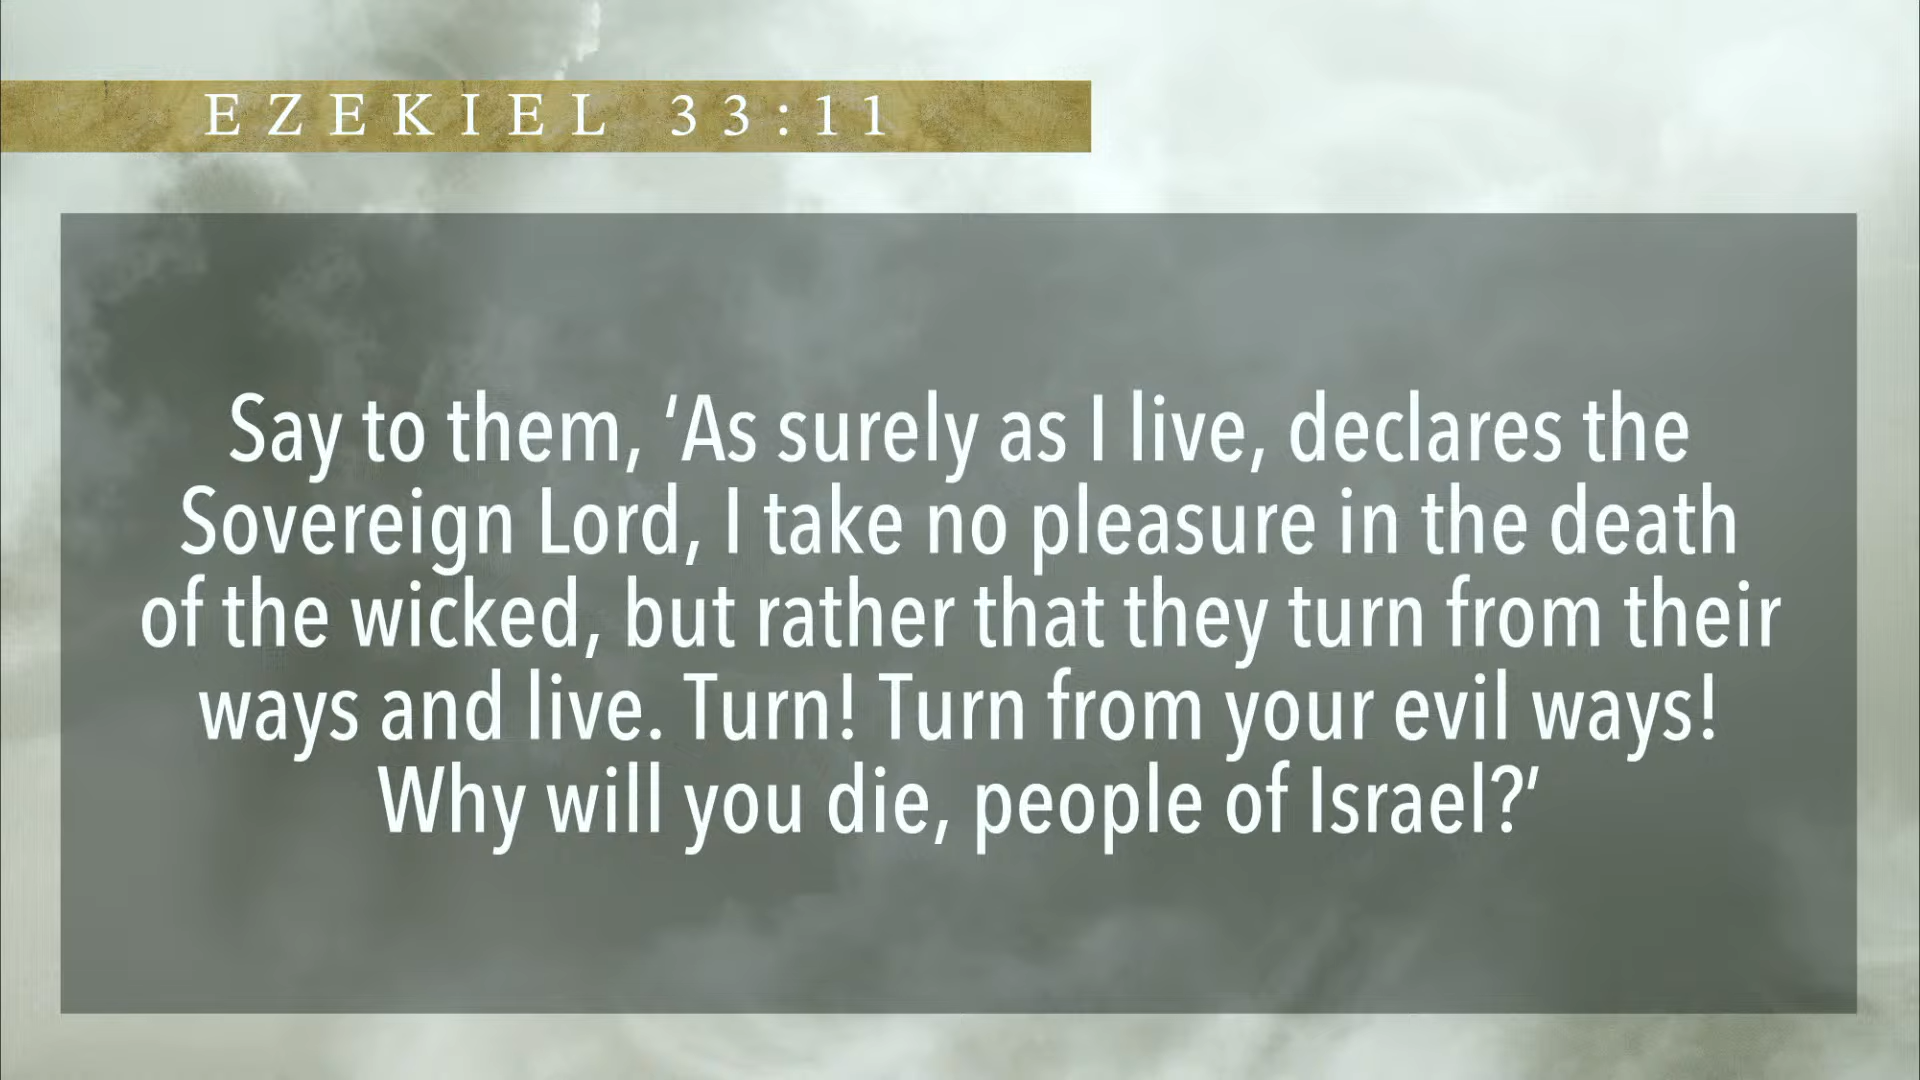 EZEKIEL 33:11
Say to them, ‘As surely as I live, declares the
Sovereign Lord, I take no pleasure in the death
of the wicked, but rather that they turn from their
ways and live. Turn! Turn from your evil ways!
Why will you die, people of Israel?’